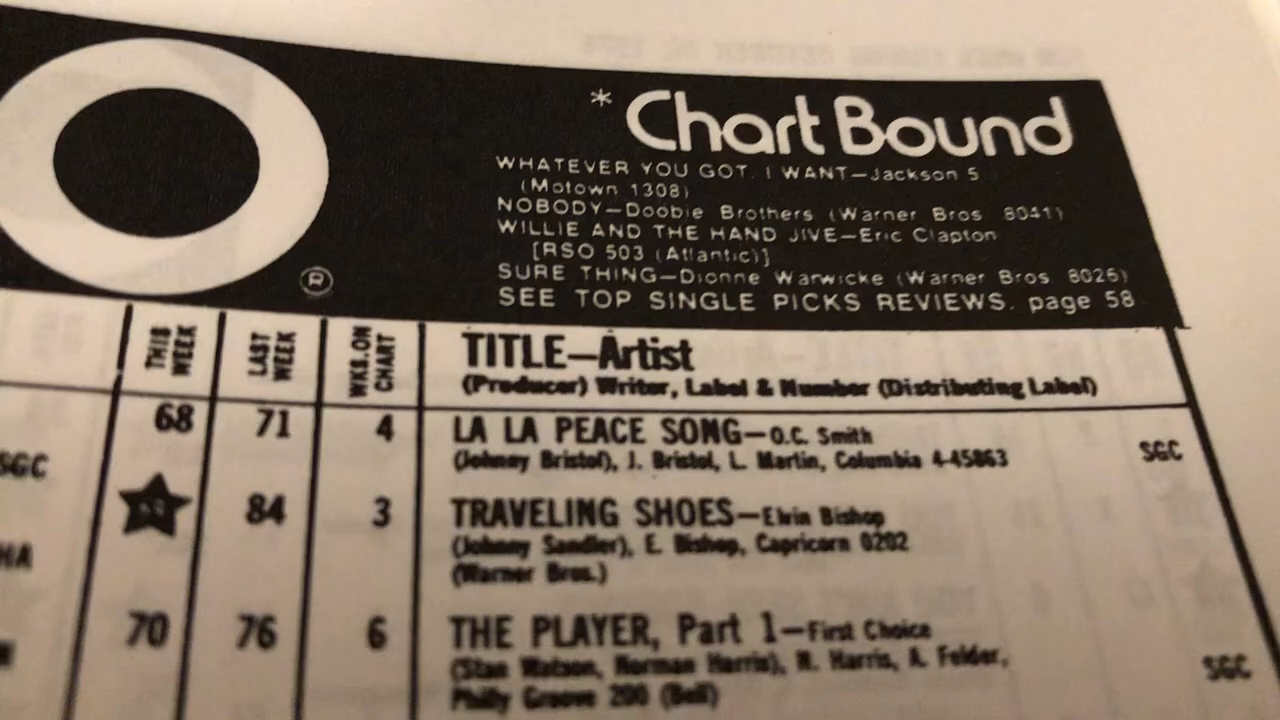 * Chart Bound
WHATEVER YOU GOT, I WANT—Jackson 5
(Motown 1308)
NOBODY—Doobie Brothers (Warner Bros. 8041)
WILLIE AND THE HAND JIVE—Eric Clapton
[RSO 503 (Atlantic)]
SURE THING—Dionne Warwicke (Warner Bros. 8026)
SEE TOP SINGLE PICKS REVIEWS, page 58
®
THIS WEEK
LAST WEEK
WKS. ON CHART
TITLE—Artist
(Producer) Writer, Label & Number (Distributing Label)
68 71 4 LA LA PEACE SONG—O.C. Smith
(Johnny Bristol), J. Bristol, L. Martin, Columbia 4-45863 SGC
SGC
84 3 TRAVELING SHOES—Elvin Bishop
(Johnny Sandler), E. Bishop, Capricorn 0202
(Warner Bros.)
HA
70 76 6 THE PLAYER, Part 1—First Choice
(Stan Watson, Norman Harris), N. Harris, A. Felder, SGC
Philly Groove 200 (Bell)